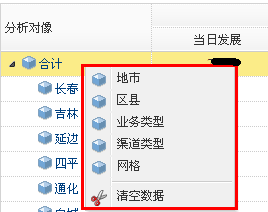 分析对像
当日发展
合计
长春
吉林
延边
四平
通化
地市
区县
业务类型
渠道类型
网格
清空数据